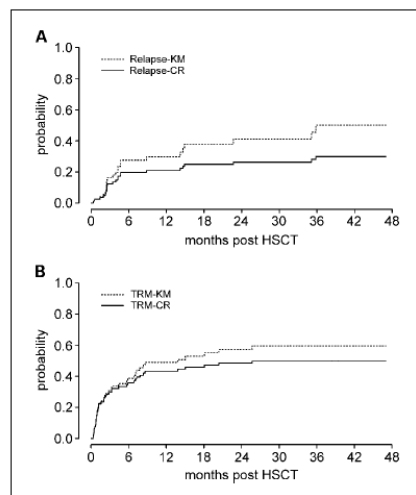 A
1.0
0.8
0.6
0.4
0.2
0.0
probability
Relapse-KM
Relapse-CR
0 6 12 18 24 30 36 42 48
months post HSCT
B
1.0
0.8
0.6
0.4
0.2
0.0
probability
TRM-KM
TRM-CR
0 6 12 18 24 30 36 42 48
months post HSCT